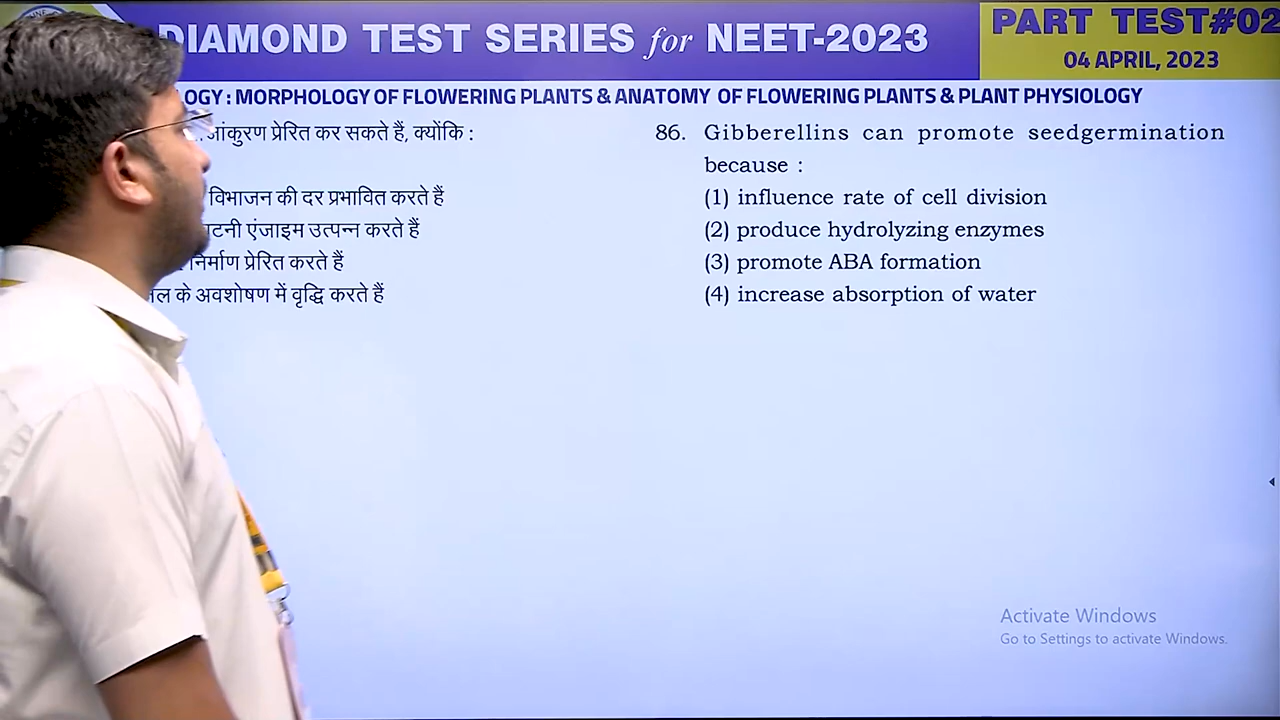 DIAMOND TEST SERIES for NEET-2023
PART TEST#02
04 APRIL, 2023
OGY : MORPHOLOGY OF FLOWERING PLANTS & ANATOMY OF FLOWERING PLANTS & PLANT PHYSIOLOGY
प्रेरित कर सकते हैं, क्योंकि :
विभाजन की दर प्रभावित करते हैं
एंजाइम उत्पन्न करते हैं
निर्माण प्रेरित करते हैं
के अवशोषण में वृद्धि करते हैं
86. Gibberellins can promote seedgermination
because :
(1) influence rate of cell division
(2) produce hydrolyzing enzymes
(3) promote ABA formation
(4) increase absorption of water
Activate Windows
Go to Settings to activate Windows.